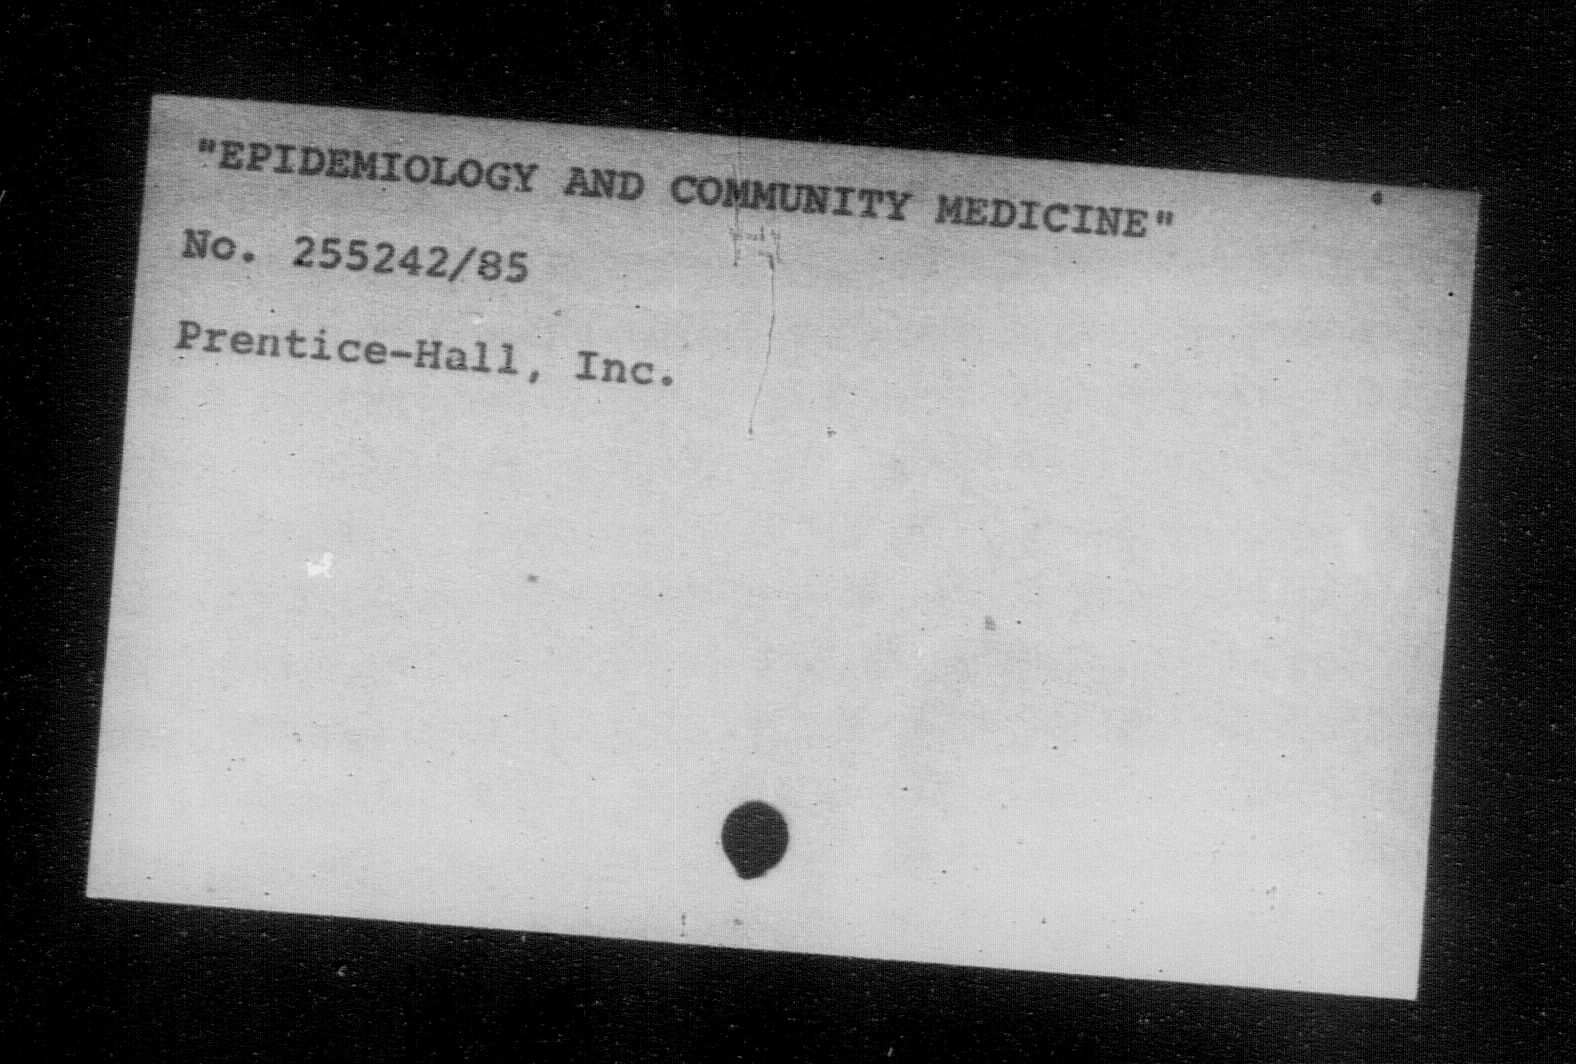 "EPIDEMIOLOGY AND COMMUNITY MEDICINE"
No. 255242/85
Prentice-Hall, Inc.